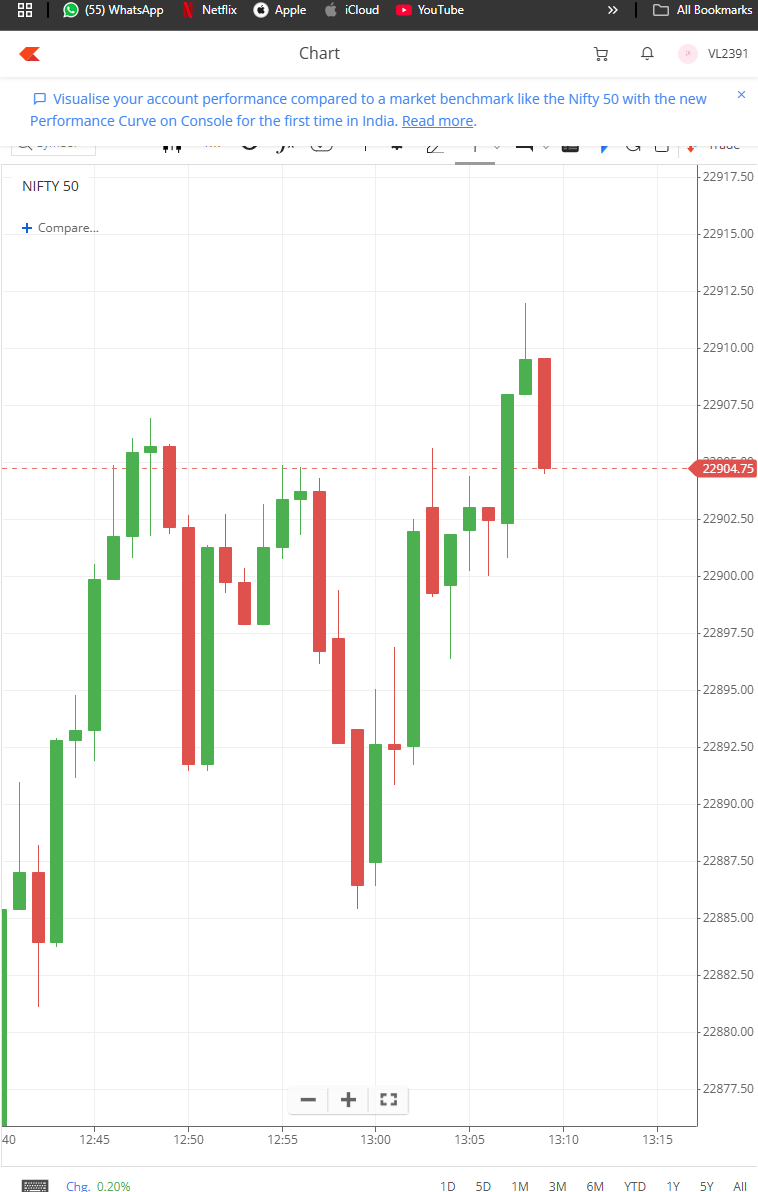 (55) WhatsApp Netflix Apple iCloud YouTube » All Bookmarks
Chart VL2391
Visualise your account performance compared to a market benchmark like the Nifty 50 with the new
Performance Curve on Console for the first time in India. Read more.
NIFTY 50
Compare...
22917.50
22915.00
22912.50
22910.00
22907.50
22904.75
22902.50
22900.00
22897.50
22895.00
22892.50
22890.00
22887.50
22885.00
22882.50
22880.00
22877.50
40 12:45 12:50 12:55 13:00 13:05 13:10 13:15
Chg. 0.20% 1D 5D 1M 3M 6M YTD 1Y 5Y All